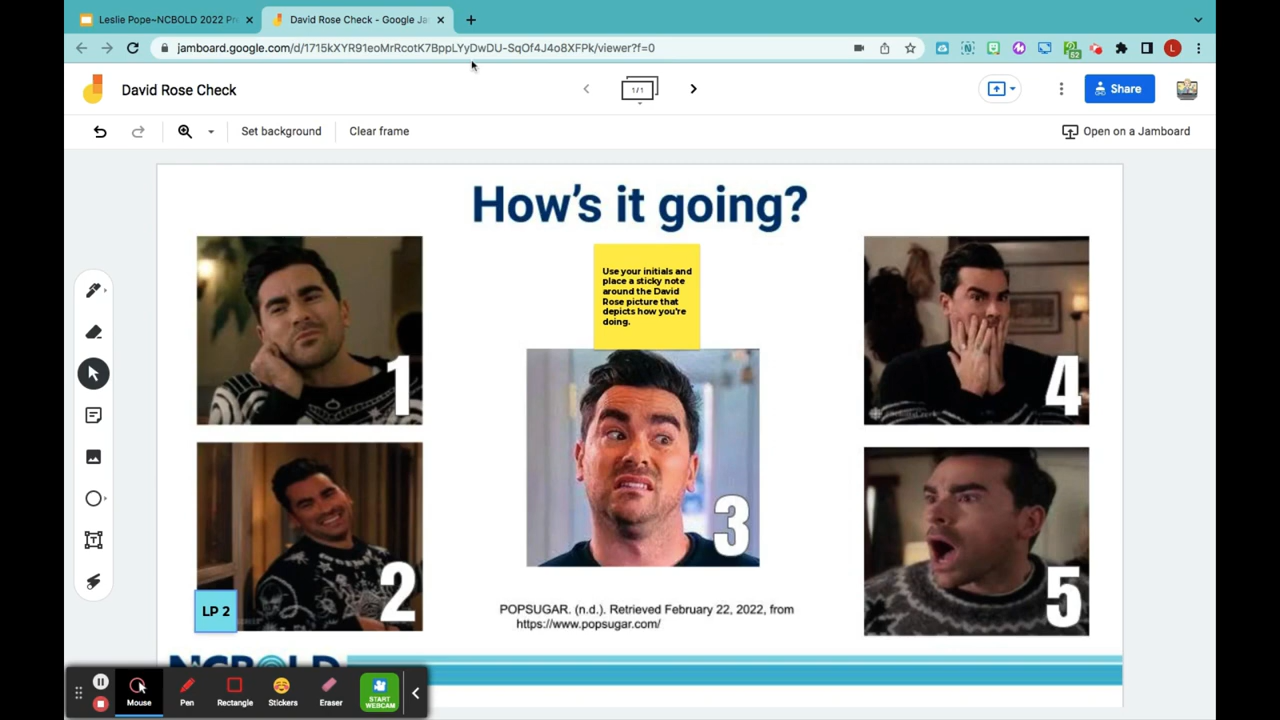 Leslie Pope~NCBOLD 2022 Pr
David Rose Check - Google Ja
jamboard.google.com/d/1715kXYR91eoMrRcotK7BppLYyDwDU-SqOf4J4o8XFPk/viewer?f=0
52
L
David Rose Check
1/1
Share
Set background
Clear frame
Open on a Jamboard
How's it going?
Use your initials and
place a sticky note
around the David
Rose picture that
depicts how you're
doing.
1
4
2
3
5
LP 2
POPSUGAR. (n.d.). Retrieved February 22, 2022, from
https://www.popsugar.com/
NCBOLD
Mouse
Pen
Rectangle
Stickers
Eraser
START
WEBCAM